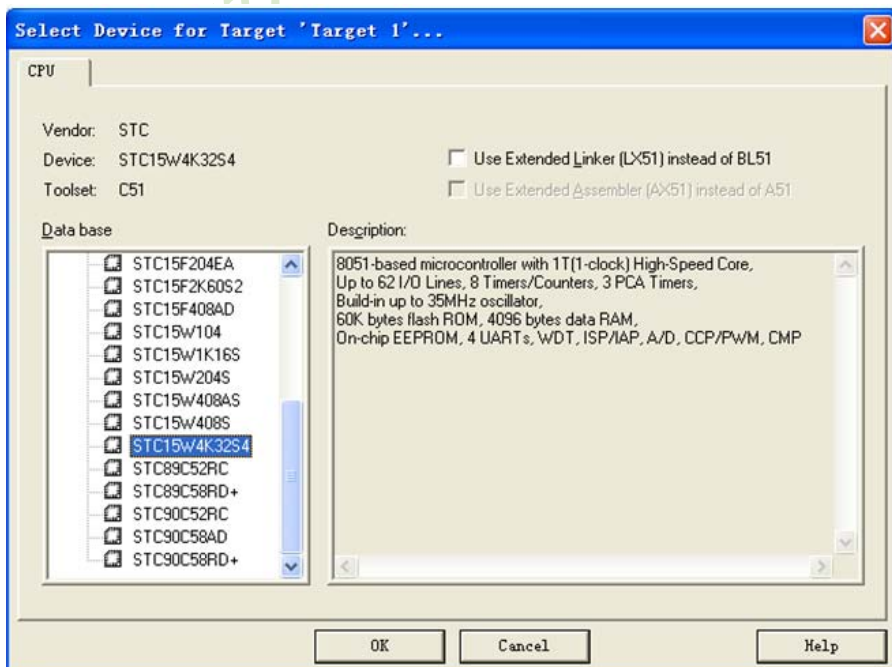 Select Device for Target 'Target 1'...
CPU
Vendor: STC
Device: STC15W4K32S4
Toolset: C51
Use Extended Linker (LX51) instead of BL51
Use Extended Assembler (AX51) instead of A51
Data base
STC15F204EA
STC15F2K60S2
STC15F408AD
STC15W104
STC15W1K16S
STC15W204S
STC15W408AS
STC15W408S
STC15W4K32S4
STC89C52RC
STC89C58RD+
STC90C52RC
STC90C58AD
STC90C58RD+
Description:
8051-based microcontroller with 1T(1-clock) High-Speed Core,
Up to 62 I/O Lines, 8 Timers/Counters, 3 PCA Timers,
Build-in up to 35MHz oscillator,
60K bytes flash ROM, 4096 bytes data RAM,
On-chip EEPROM, 4 UARTs, WDT, ISP/IAP, A/D, CCP/PWM, CMP
OK
Cancel
Help